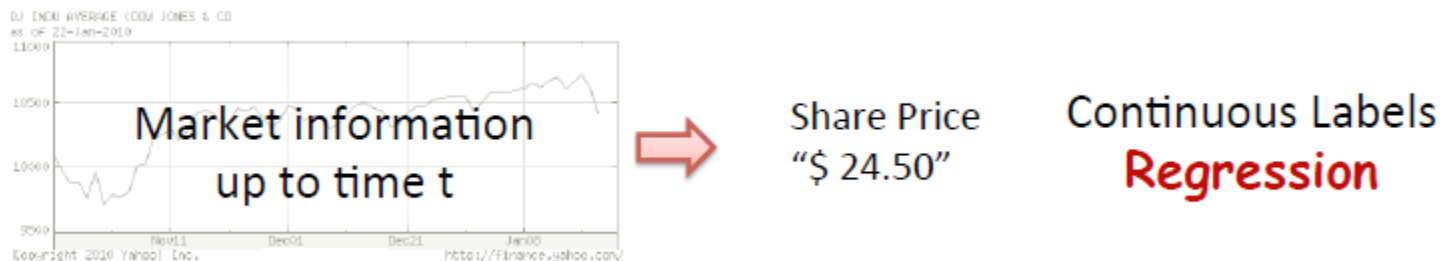 DJ INDU AVERAGE (DOW JONES & CO
as of 22-Jan-2010
11000
10500
10000
9500
Nov11 Dec01 Dec21 Jan08
Copyright 2010 Yahoo! Inc. http://finance.yahoo.com/
Market information
up to time t
Share Price
“$ 24.50”
Continuous Labels
Regression